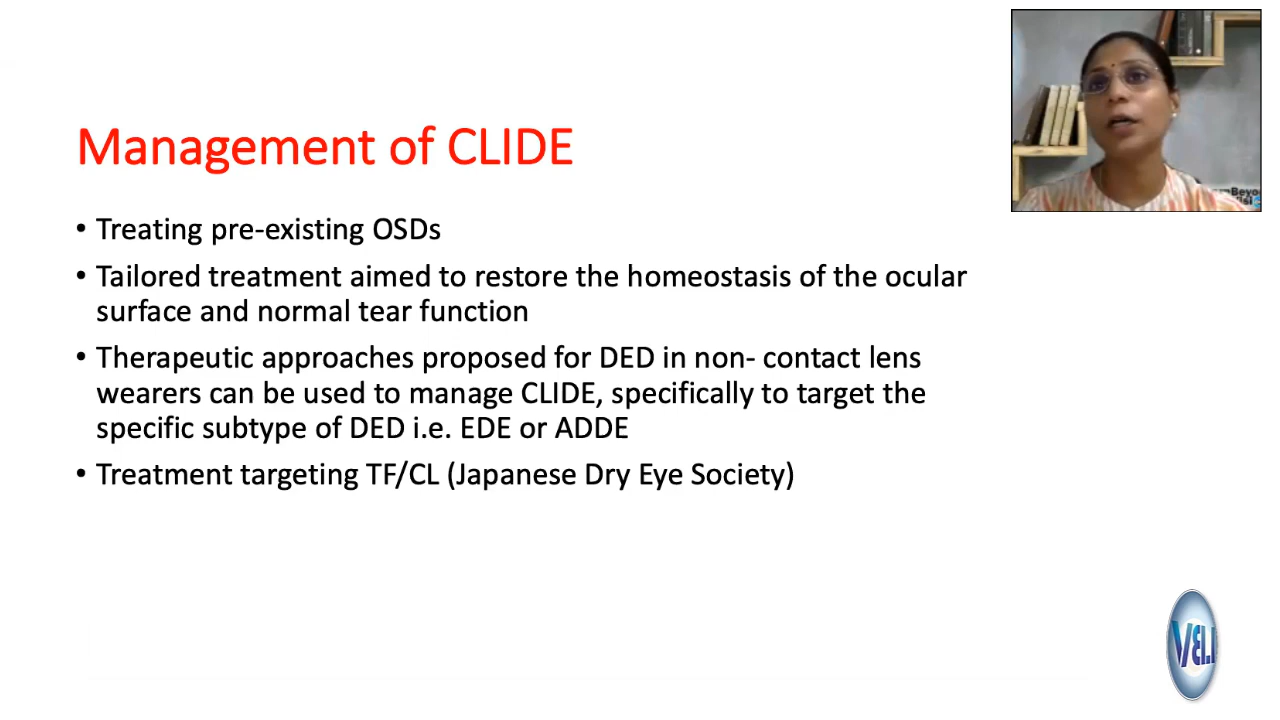 Management of CLIDE
• Treating pre-existing OSDs
• Tailored treatment aimed to restore the homeostasis of the ocular
surface and normal tear function
• Therapeutic approaches proposed for DED in non- contact lens
wearers can be used to manage CLIDE, specifically to target the
specific subtype of DED i.e. EDE or ADDE
• Treatment targeting TF/CL (Japanese Dry Eye Society)
VELI